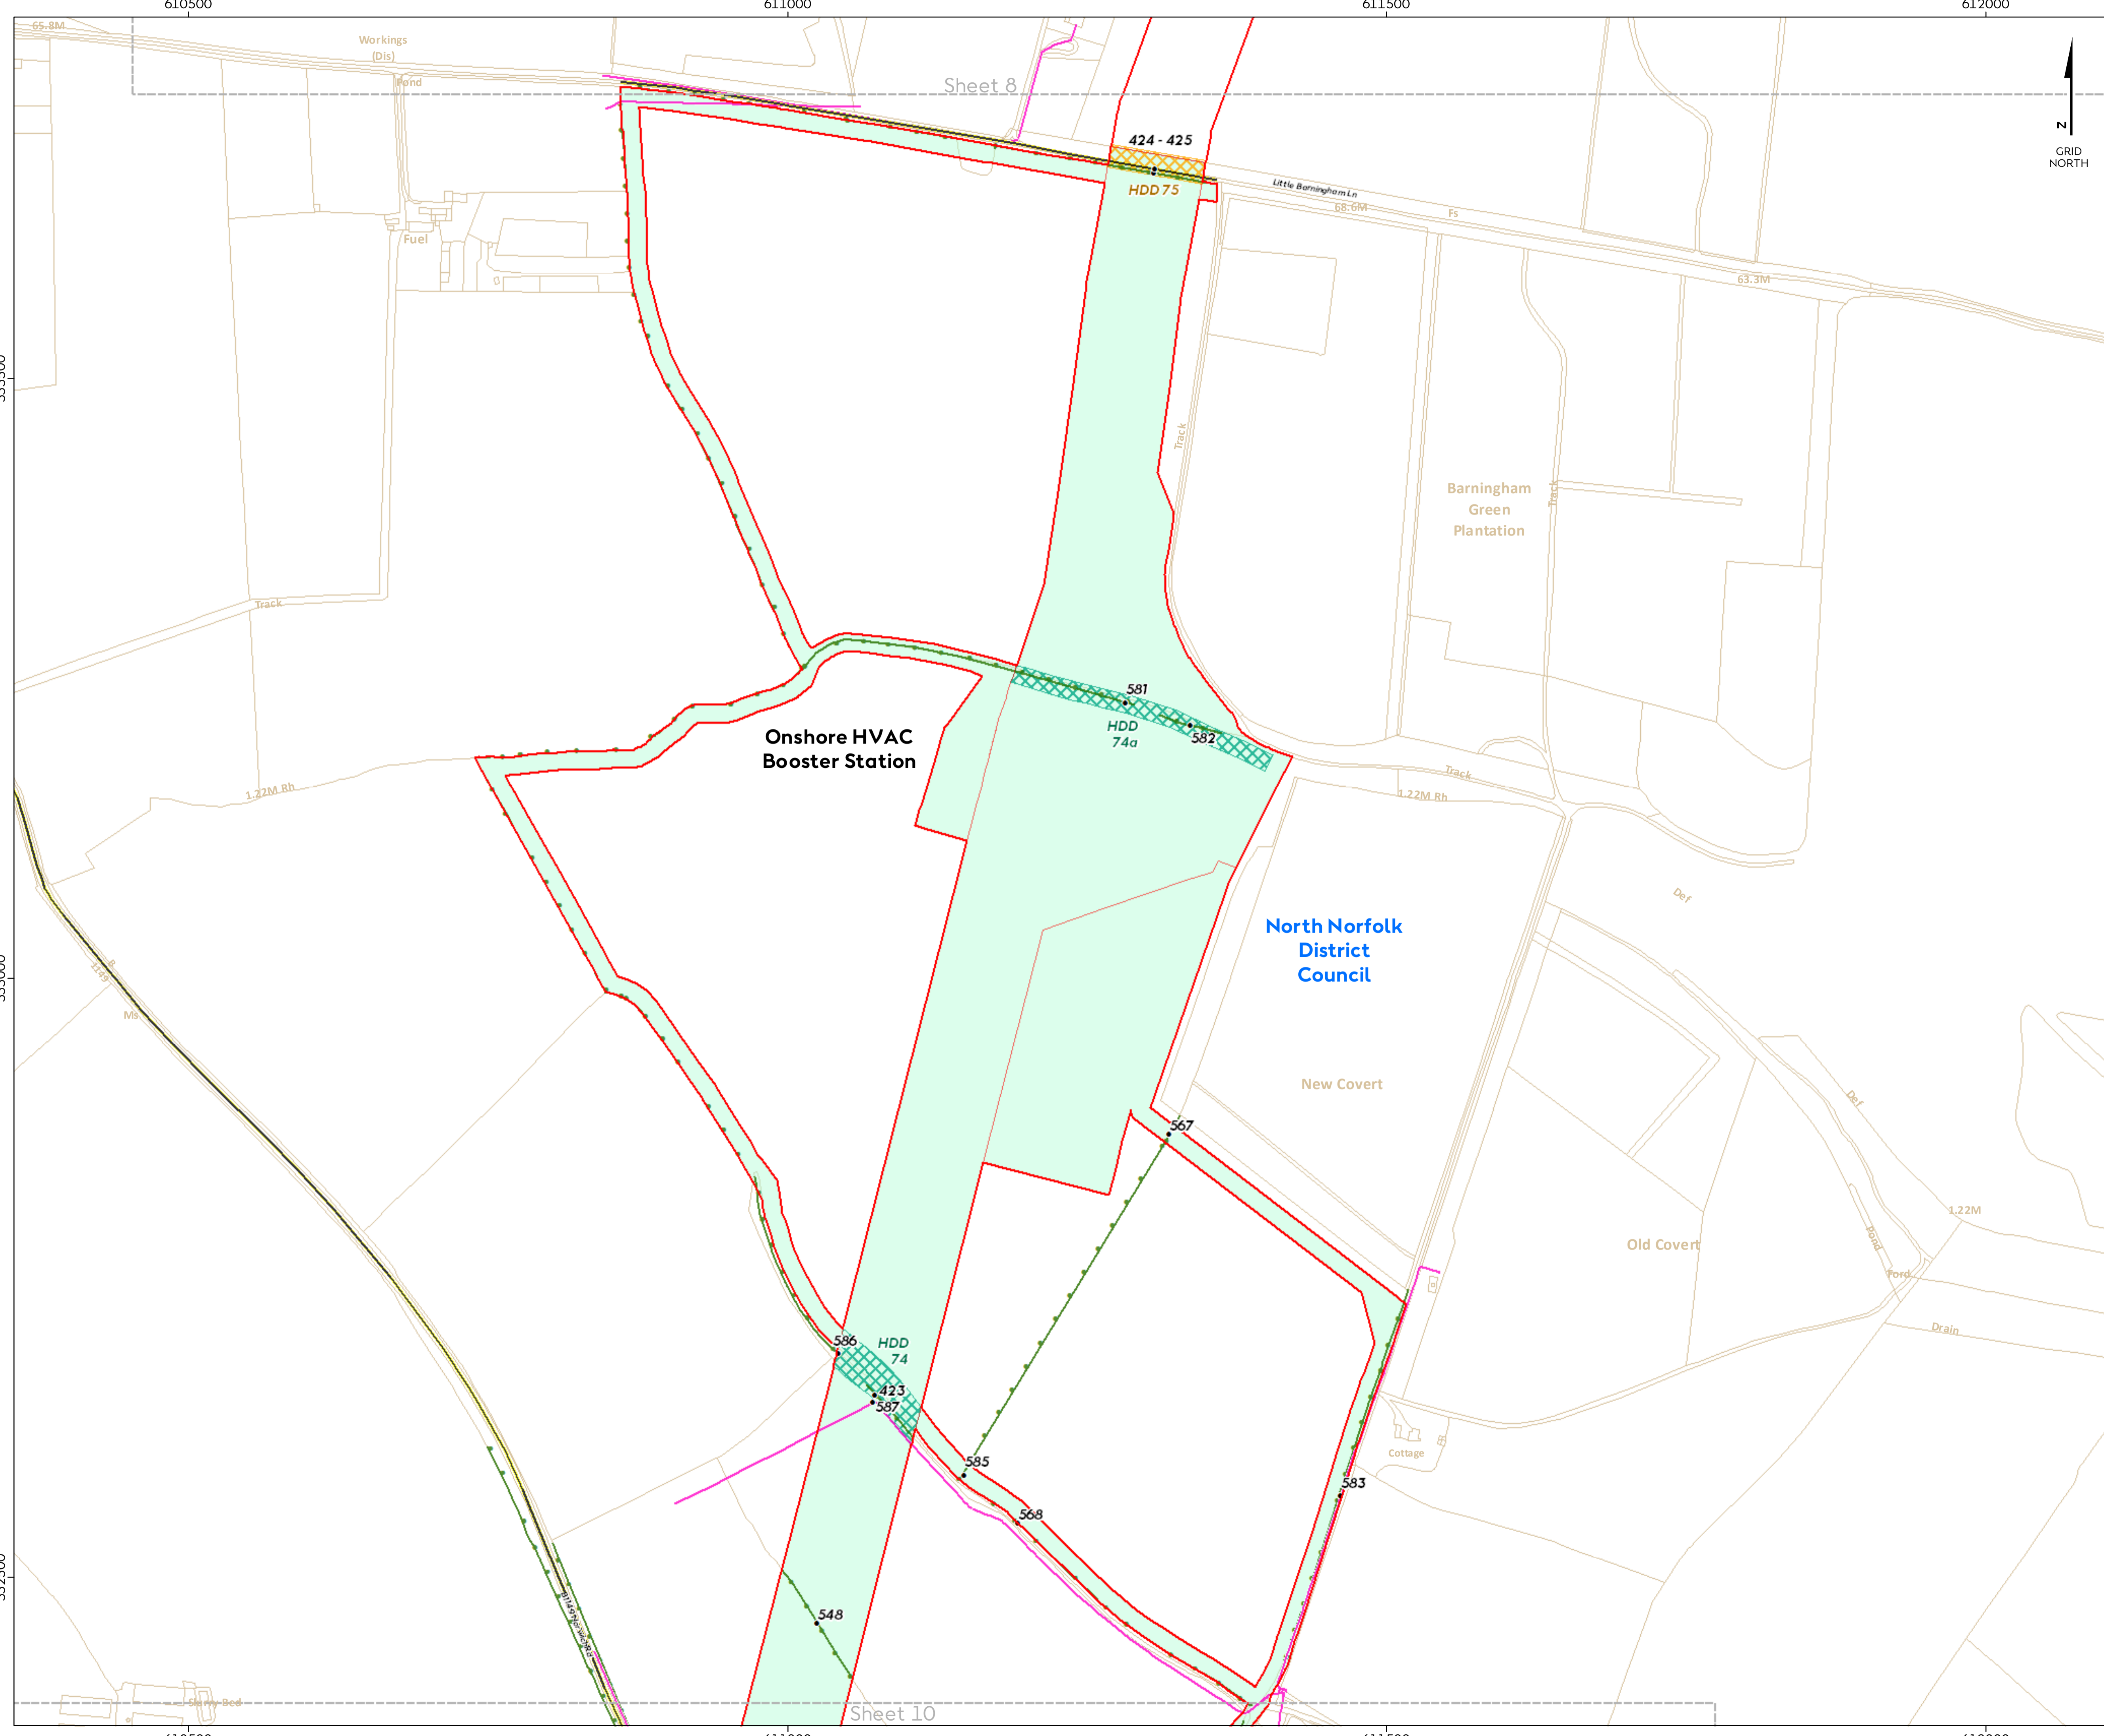 610500
611000
611500
612000
65.8M
Workings
(Dis)
Pond
Sheet 8
424 - 425
HDD 75
Little Barningham Ln
68.6M
Fs
63.3M
N
GRID
NORTH
Fuel
Track
Track
Barningham
Green
Plantation
Track
581
HDD
74a
582
Onshore HVAC
Booster Station
Track
1.22M Rh
1.22M Rh
Def
North Norfolk
District
Council
B
1149
Ms
New Covert
Def
567
1.22M
Pond
Old Covert
Ford
Drain
586
HDD
74
423
587
585
Cottage
583
568
548
Sheet 10